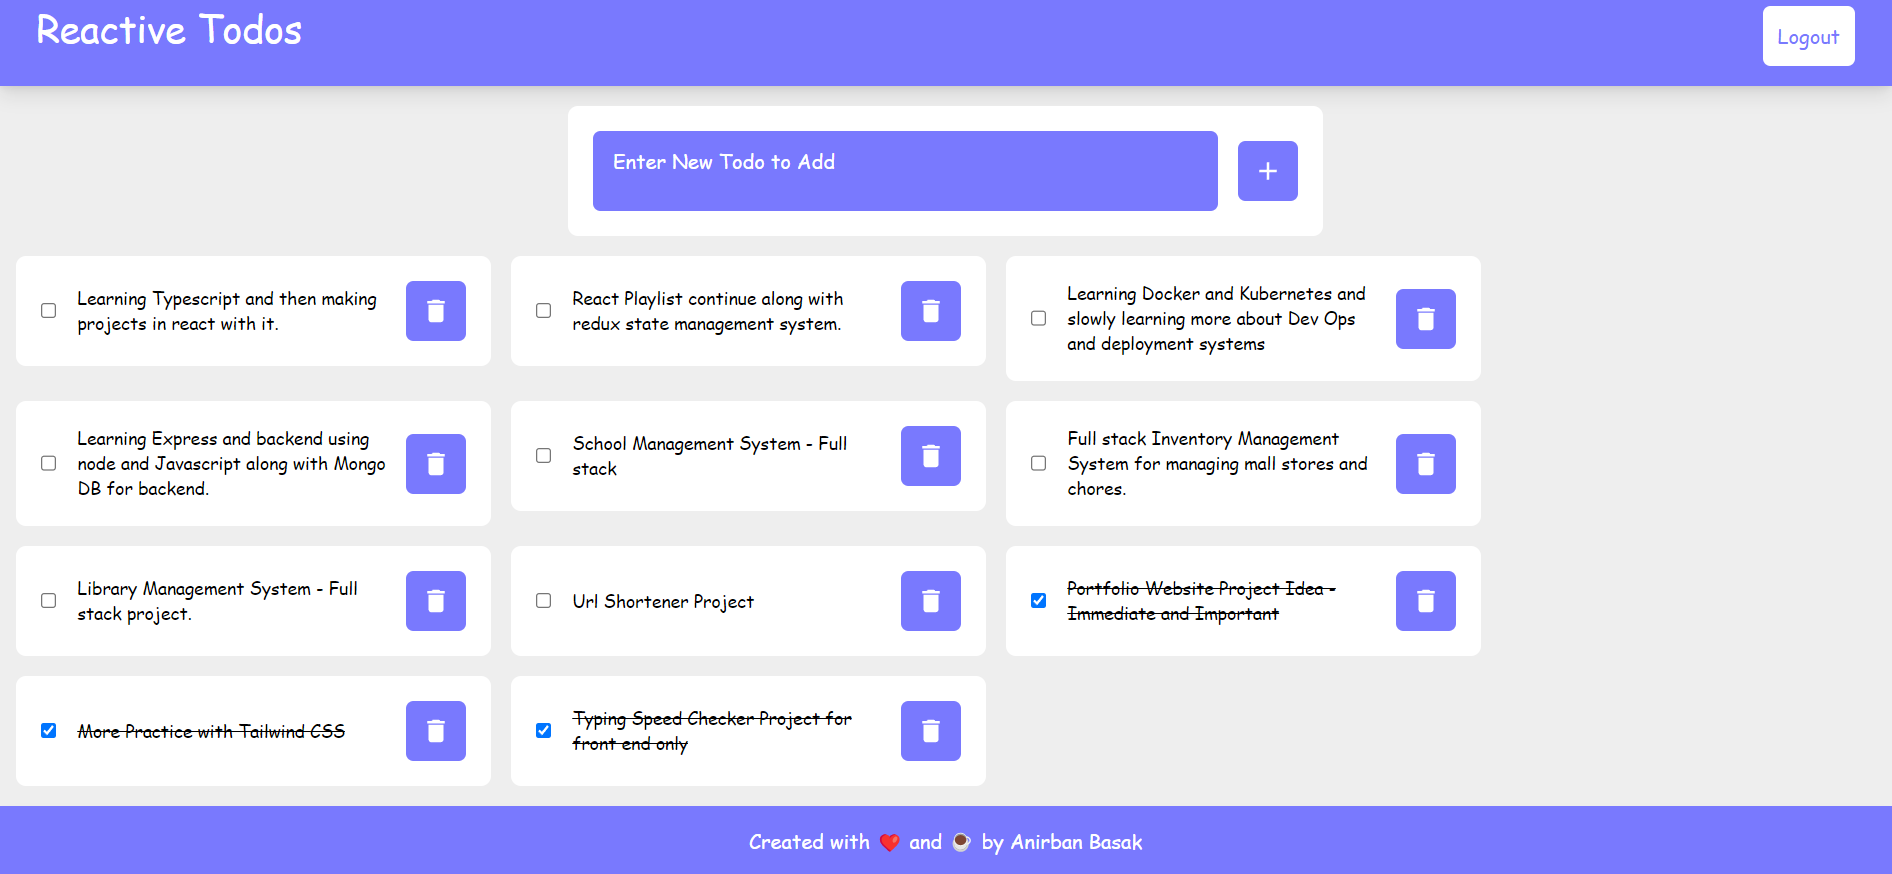 Reactive Todos
Logout
Enter New Todo to Add
Learning Typescript and then making
projects in react with it.
React Playlist continue along with
redux state management system.
Learning Docker and Kubernetes and
slowly learning more about Dev Ops
and deployment systems
Learning Express and backend using
node and Javascript along with Mongo
DB for backend.
School Management System - Full
stack
Full stack Inventory Management
System for managing mall stores and
chores.
Library Management System - Full
stack project.
Url Shortener Project
Portfolio Website Project Idea -
Immediate and Important
More Practice with Tailwind CSS
Typing Speed Checker Project for
front end only
Created with ❤️ and ☕ by Anirban Basak